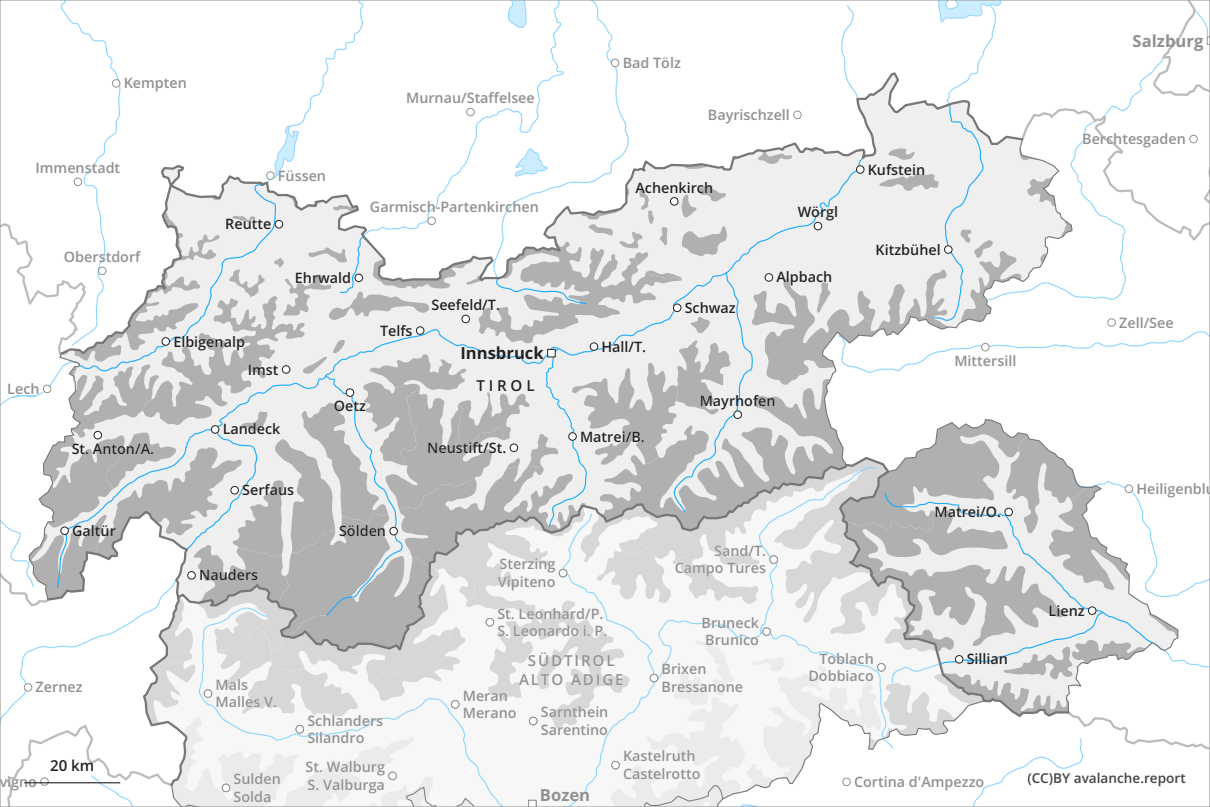 Salzburg
Bad Tölz
Kempten
Murnau/Staffelsee
Bayrischzell
Berchtesgaden
Immenstadt
Füssen
Kufstein
Achenkirch
Garmisch-Partenkirchen
Wörgl
Reutte
Kitzbühel
Oberstdorf
Ehrwald
Alpbach
Seefeld/T.
Schwaz
Telfs
Zell/See
Elbigenalp
Innsbruck
Hall/T.
Mittersill
Imst
TIROL
Lech
Oetz
Mayrhofen
Landeck
Matrei/B.
St. Anton/A.
Neustift/St.
Serfaus
Heiligenblu
Matrei/O.
Galtür
Sölden
Sand/T.
Campo Tures
Sterzing
Vipiteno
Nauders
Lienz
St. Leonhard/P.
S. Leonardo i. P.
Bruneck
Brunico
Sillian
SÜDTIROL
ALTO ADIGE
Toblach
Dobbiaco
Brixen
Bressanone
Zernez
Mals
Malles V.
Meran
Merano
Sarnthein
Sarentino
Schlanders
Silandro
Kastelruth
Castelrotto
20 km
St. Walburg
S. Valburga
vigno
Sulden
Solda
Cortina d'Ampezzo
(CC)BY avalanche.report
Bozen